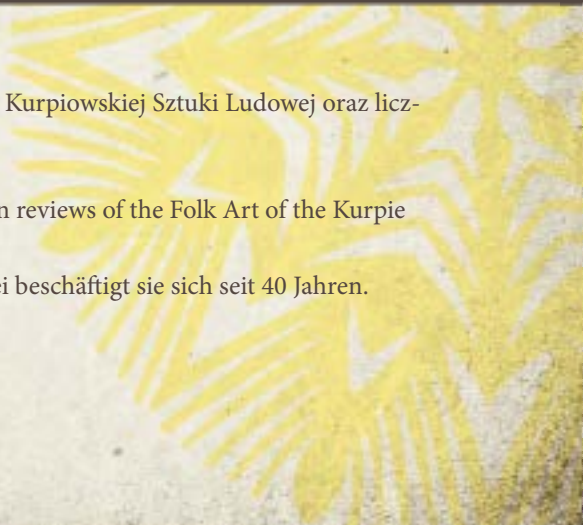 Kurpiowskiej Sztuki Ludowej oraz licz-
reviews of the Folk Art of the Kurpie
beschäftigt sie sich seit 40 Jahren.